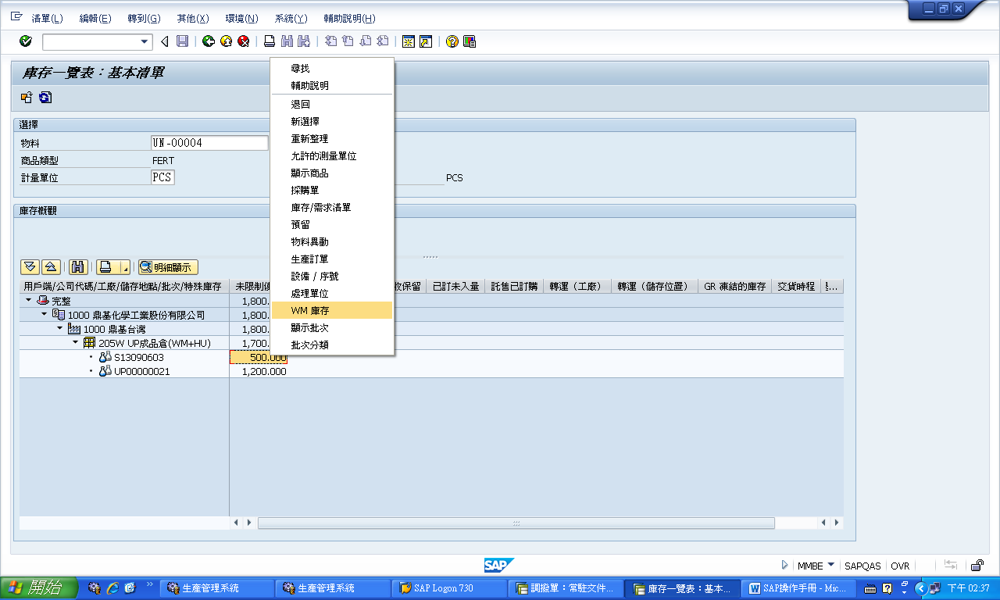 清單(L) 編輯(E) 轉到(G) 其他(X) 環境(N) 系統(Y) 輔助說明(H)
庫存一覽表：基本清單
尋找
輔助說明
退回
新選擇
重新整理
允許的測量單位
顯示商品
採購單
庫存/需求清單
預留
物料異動
生產訂單
設備 / 序號
處理單位
WM 庫存
顯示批次
批次分類
選擇
物料 UN-00004
商品類型 FERT
計量單位 PCS PCS
庫存概觀
明細顯示
用戶端/公司代碼/工廠/儲存地點/批次/特殊庫存 未限制 收保留 已訂未入量 託售已訂購 轉運（工廠） 轉運（儲存位置） GR 凍結的庫存 交貨時程
完整 1,800.
1000 鼎基化學工業股份有限公司 1,800.
1000 鼎基台灣 1,800.
205W UP成品倉(WM+HU) 1,700.
S13090603 500.000
UP00000021 1,200.000
SAP MMBE SAPQAS OVR
開始 生產管理系統 生產管理系統 SAP Logon 730 調撥單：常駐文件... 庫存一覽表：基本... SAP操作手冊 - Mic... 下午 02:37